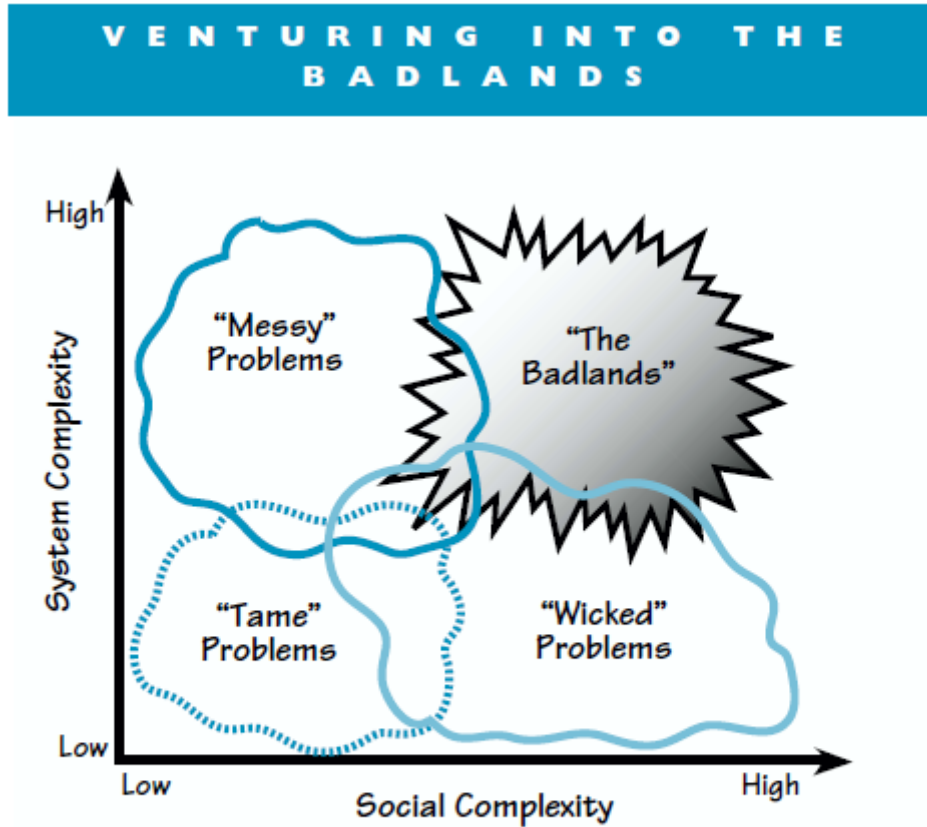 VENTURING INTO THE
BADLANDS
High
“Messy”
Problems
“The
Badlands”
System Complexity
“Tame”
Problems
“Wicked”
Problems
Low
Low
High
Social Complexity